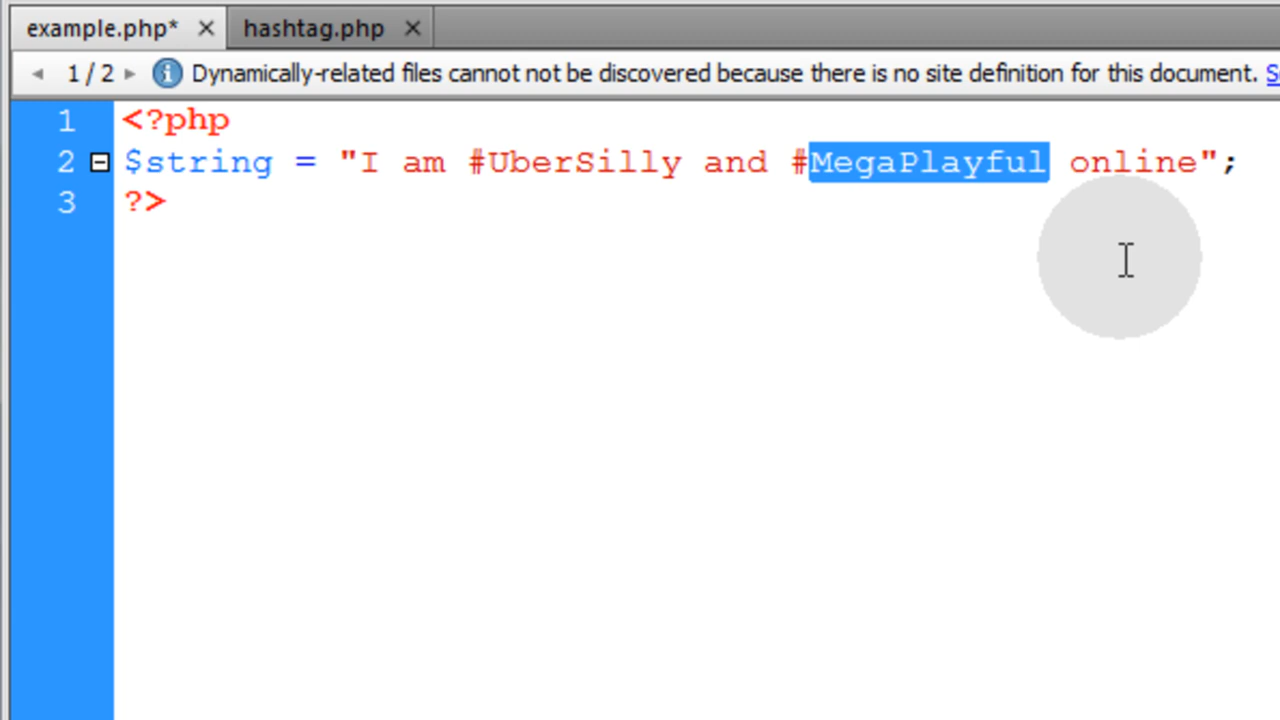 example.php* × hashtag.php ×
1 / 2 Dynamically-related files cannot not be discovered because there is no site definition for this document.
1 <?php
2 $string = "I am #UberSilly and #MegaPlayful online";
3 ?>